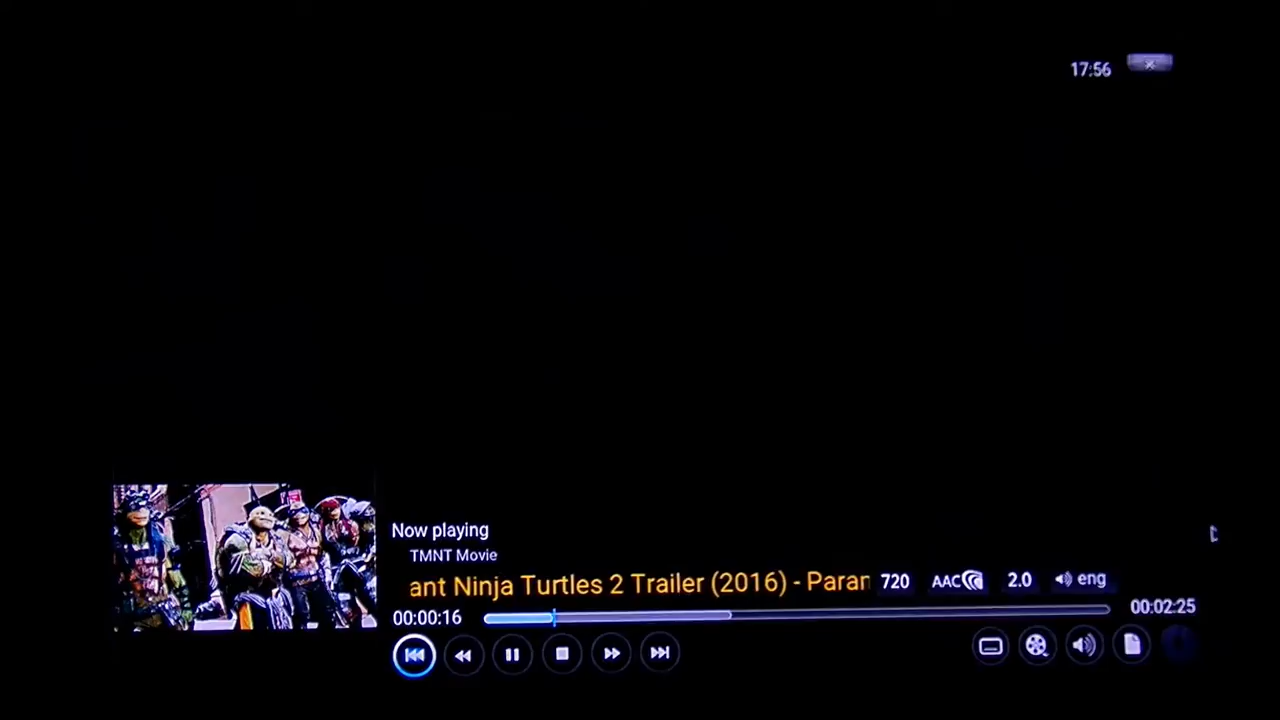 17:56
Now playing
TMNT Movie
ant Ninja Turtles 2 Trailer (2016) - Paran
720
AAC
2.0
eng
00:00:16
00:02:25